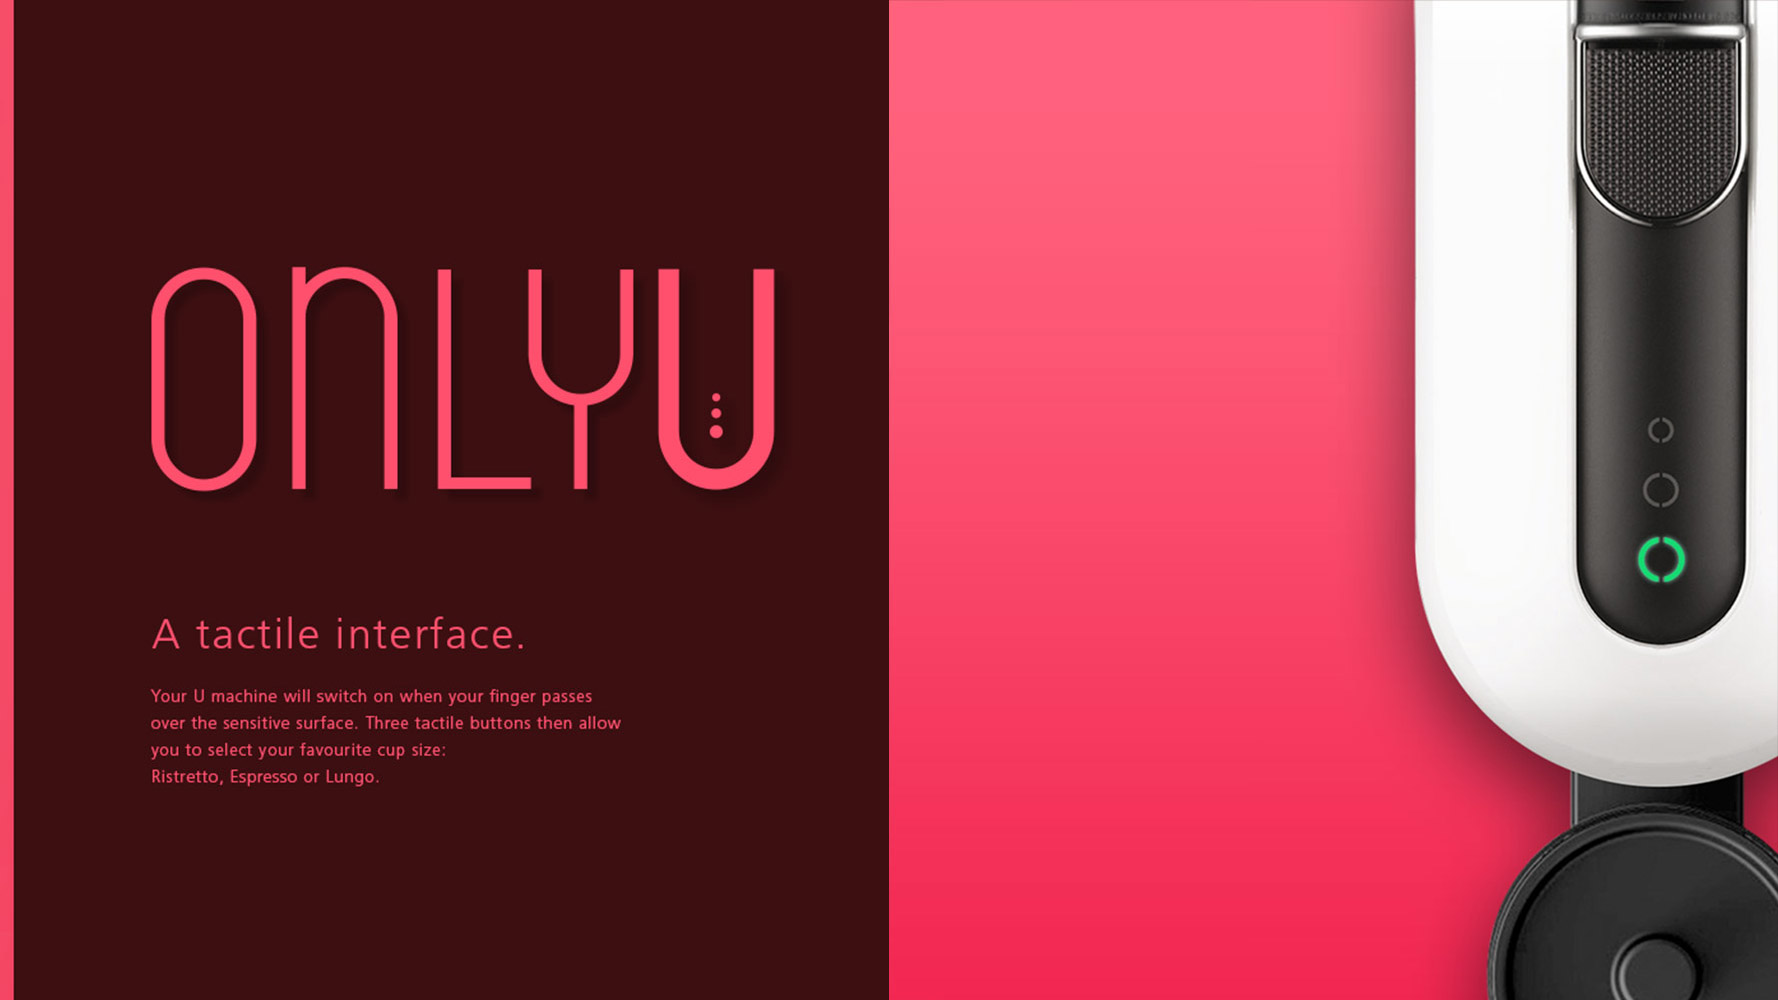 ONLYU
A tactile interface.
Your U machine will switch on when your finger passes
over the sensitive surface. Three tactile buttons then allow
you to select your favourite cup size:
Ristretto, Espresso or Lungo.